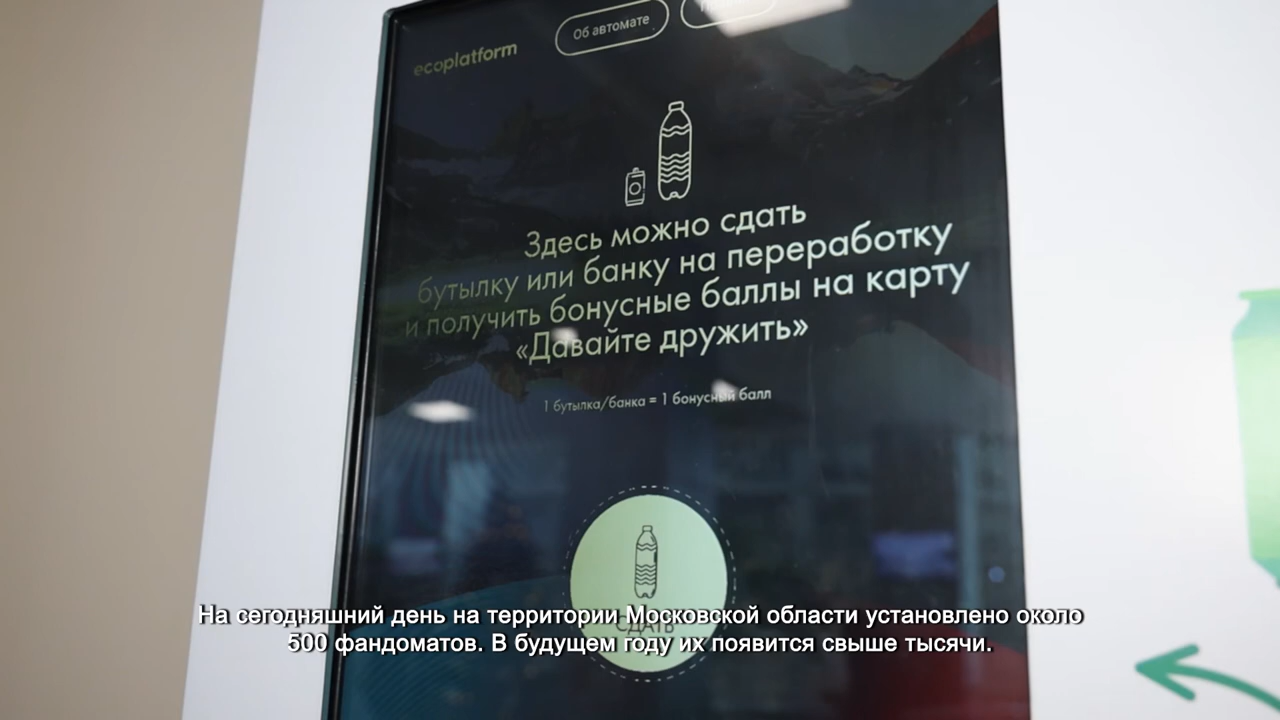 Об автомате
ecoplatform
Здесь можно сдать
бутылку или банку на переработку
и получить бонусные баллы на карту
«Давайте дружить»
1 бутылка/банка = 1 бонусный балл
СДАТЬ
На сегодняшний день на территории Московской области установлено около
500 фандоматов. В будущем году их появится свыше тысячи.